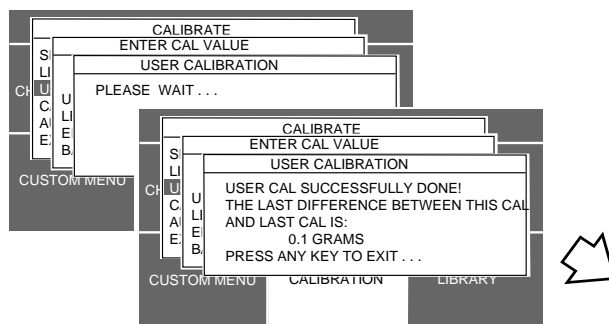 CALIBRATE
ENTER CAL VALUE
USER CALIBRATION
PLEASE WAIT . . .
CUSTOM MENU
CALIBRATE
ENTER CAL VALUE
USER CALIBRATION
USER CAL SUCCESSFULLY DONE!
THE LAST DIFFERENCE BETWEEN THIS CAL
AND LAST CAL IS:
0.1 GRAMS
PRESS ANY KEY TO EXIT . . .
CUSTOM MENU
CALIBRATION
LIBRARY